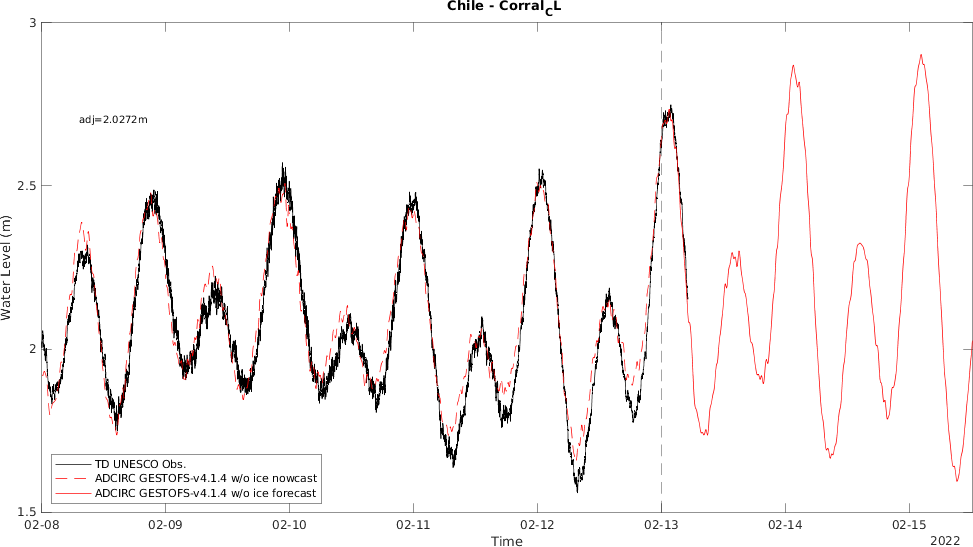 Chile - Corral_CL
3
adj=2.0272m
2.5
Water Level (m)
2
TD UNESCO Obs.
ADCIRC GESTOFS-v4.1.4 w/o ice nowcast
ADCIRC GESTOFS-v4.1.4 w/o ice forecast
1.5
02-08 02-09 02-10 02-11 02-12 02-13 02-14 02-15
Time
2022